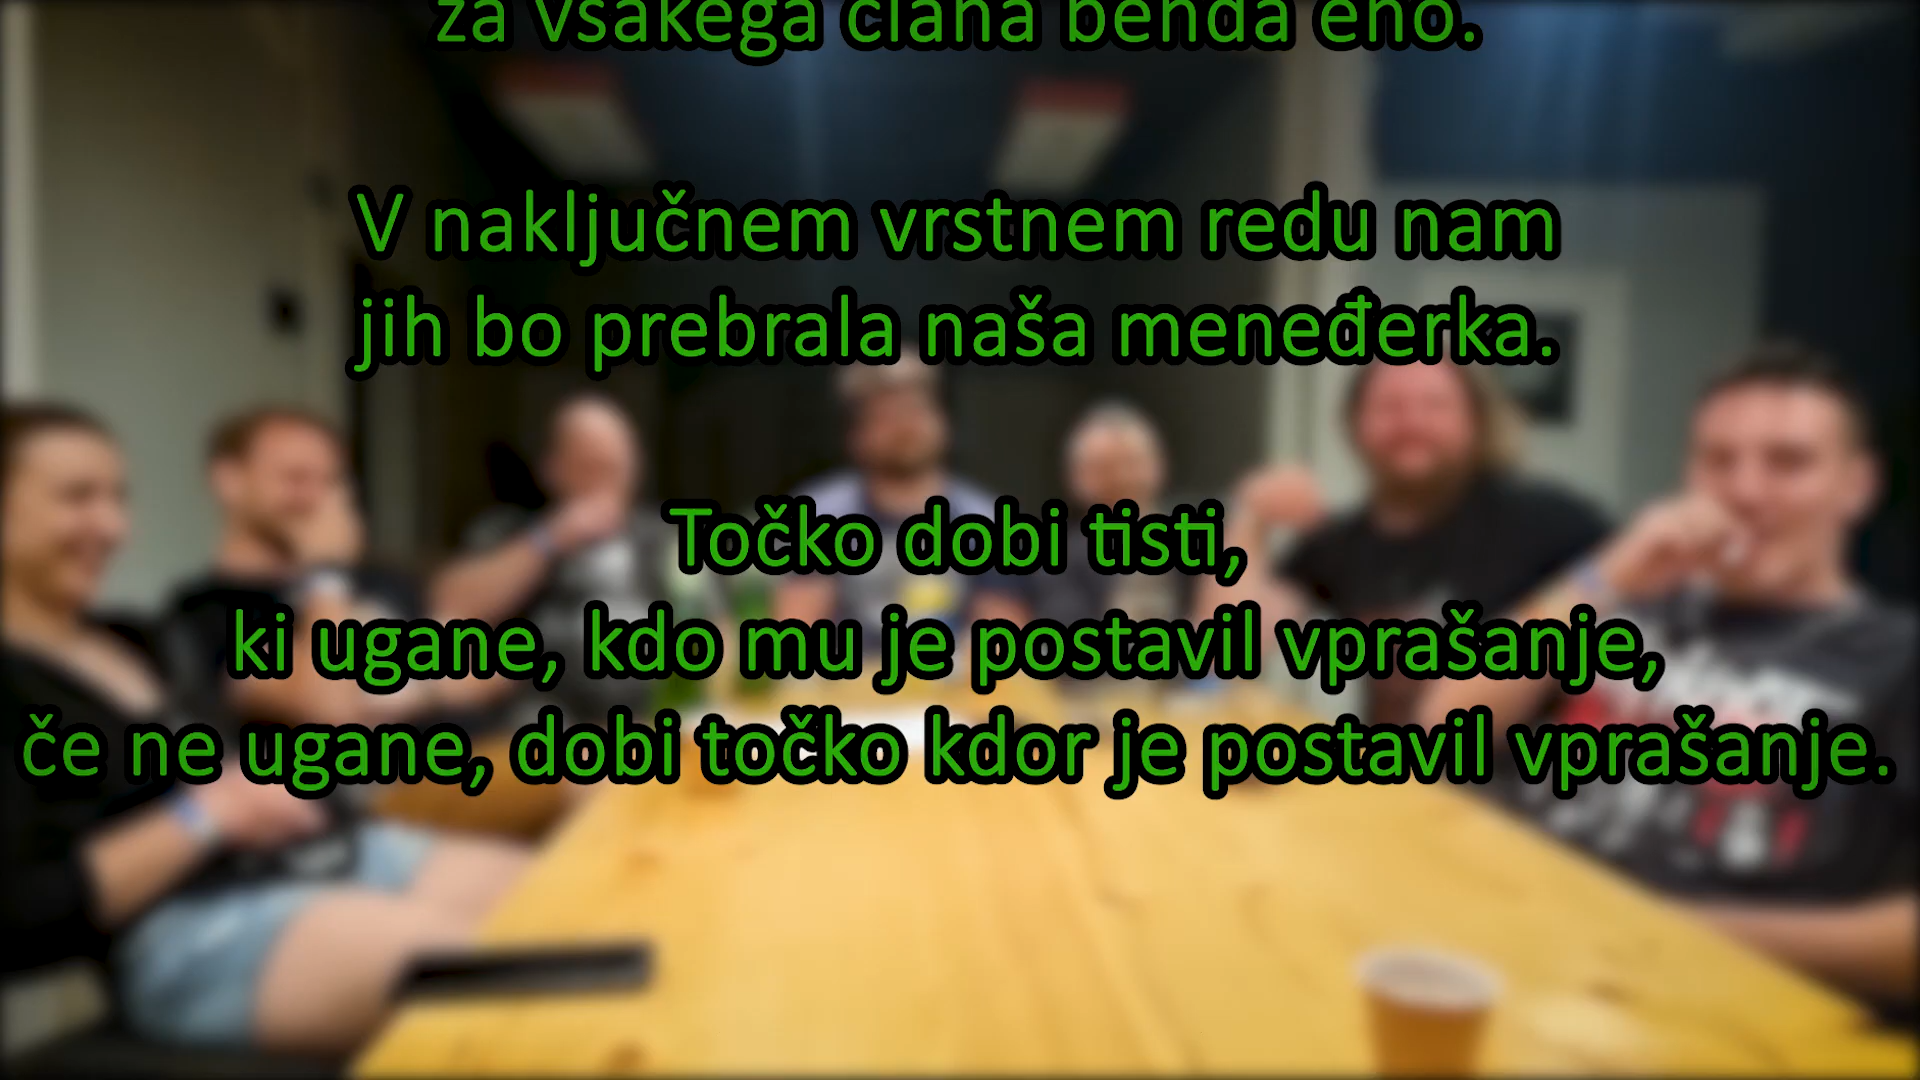 za vsakega člana benda eno.
V naključnem vrstnem redu nam
jih bo prebrala naša meneđerka.
Točko dobi tisti,
ki ugane, kdo mu je postavil vprašanje,
če ne ugane, dobi točko kdor je postavil vprašanje.